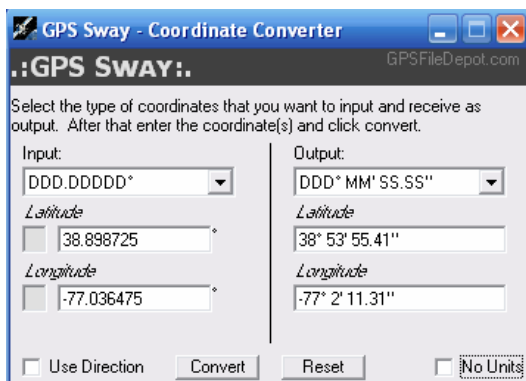 GPS Sway - Coordinate Converter
.:GPS SWAY:.
GPSFileDepot.com
Select the type of coordinates that you want to input and receive as
output. After that enter the coordinate(s) and click convert.
Input:
DDD.DDDDD°
Latitude
38.898725 °
Longitude
-77.036475 °
Output:
DDD° MM' SS.SS''
Latitude
38° 53' 55.41''
Longitude
-77° 2' 11.31''
Use Direction
Convert
Reset
No Units